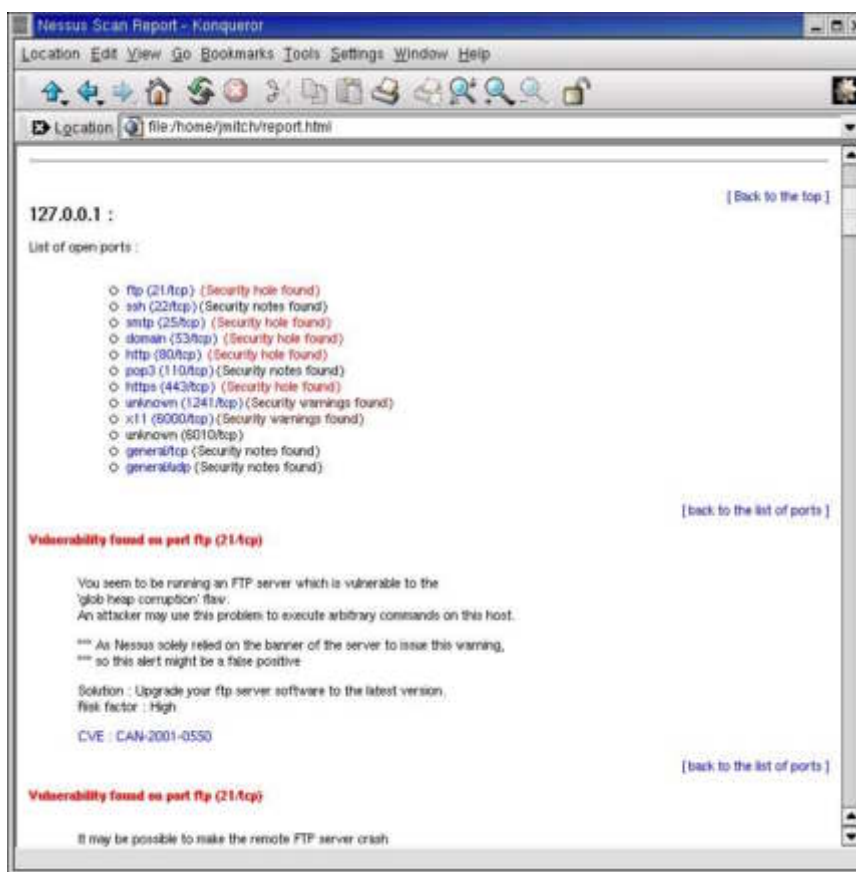 Nessus Scan Report - Konqueror
Location Edit View Go Bookmarks Tools Settings Window Help
Location file:/home/jmitch/report.html
[ Back to the top ]
127.0.0.1 :
List of open ports :
ftp (21/tcp) (Security hole found)
ssh (22/tcp) (Security notes found)
smtp (25/tcp) (Security hole found)
domain (53/tcp) (Security hole found)
http (80/tcp) (Security hole found)
pop3 (110/tcp) (Security notes found)
https (443/tcp) (Security hole found)
unknown (1241/tcp) (Security warnings found)
x11 (6000/tcp) (Security warnings found)
unknown (6010/tcp)
general/tcp (Security notes found)
general/udp (Security notes found)
[ back to the list of ports ]
Vulnerability found on port ftp (21/tcp)
You seem to be running an FTP server which is vulnerable to the
'glob heap corruption' flaw.
An attacker may use this problem to execute arbitrary commands on this host.
*** As Nessus solely relied on the banner of the server to issue this warning,
*** so this alert might be a false positive
Solution : Upgrade your ftp server software to the latest version.
Risk factor : High
CVE : CAN-2001-0550
[ back to the list of ports ]
Vulnerability found on port ftp (21/tcp)
It may be possible to make the remote FTP server crash